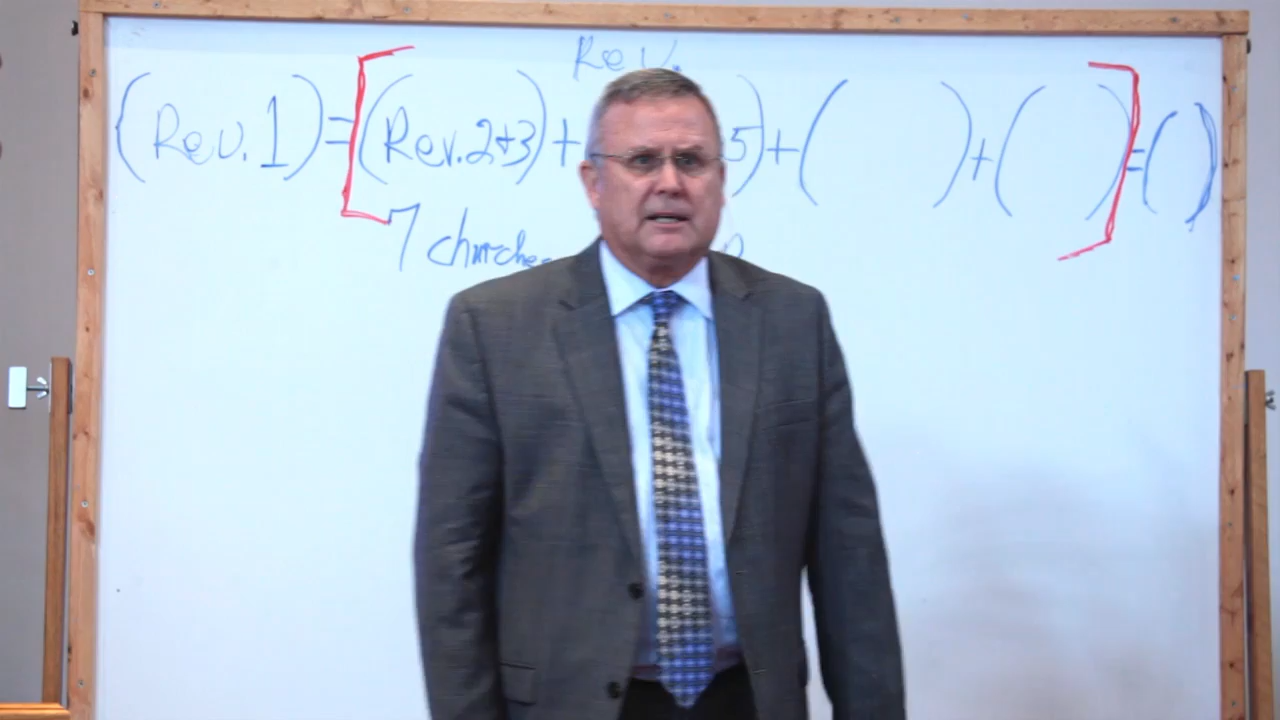 Rev.
(Rev. 1) = [(Rev. 2+3) + 5) + ( ) + ( )] = ( )
7 churches